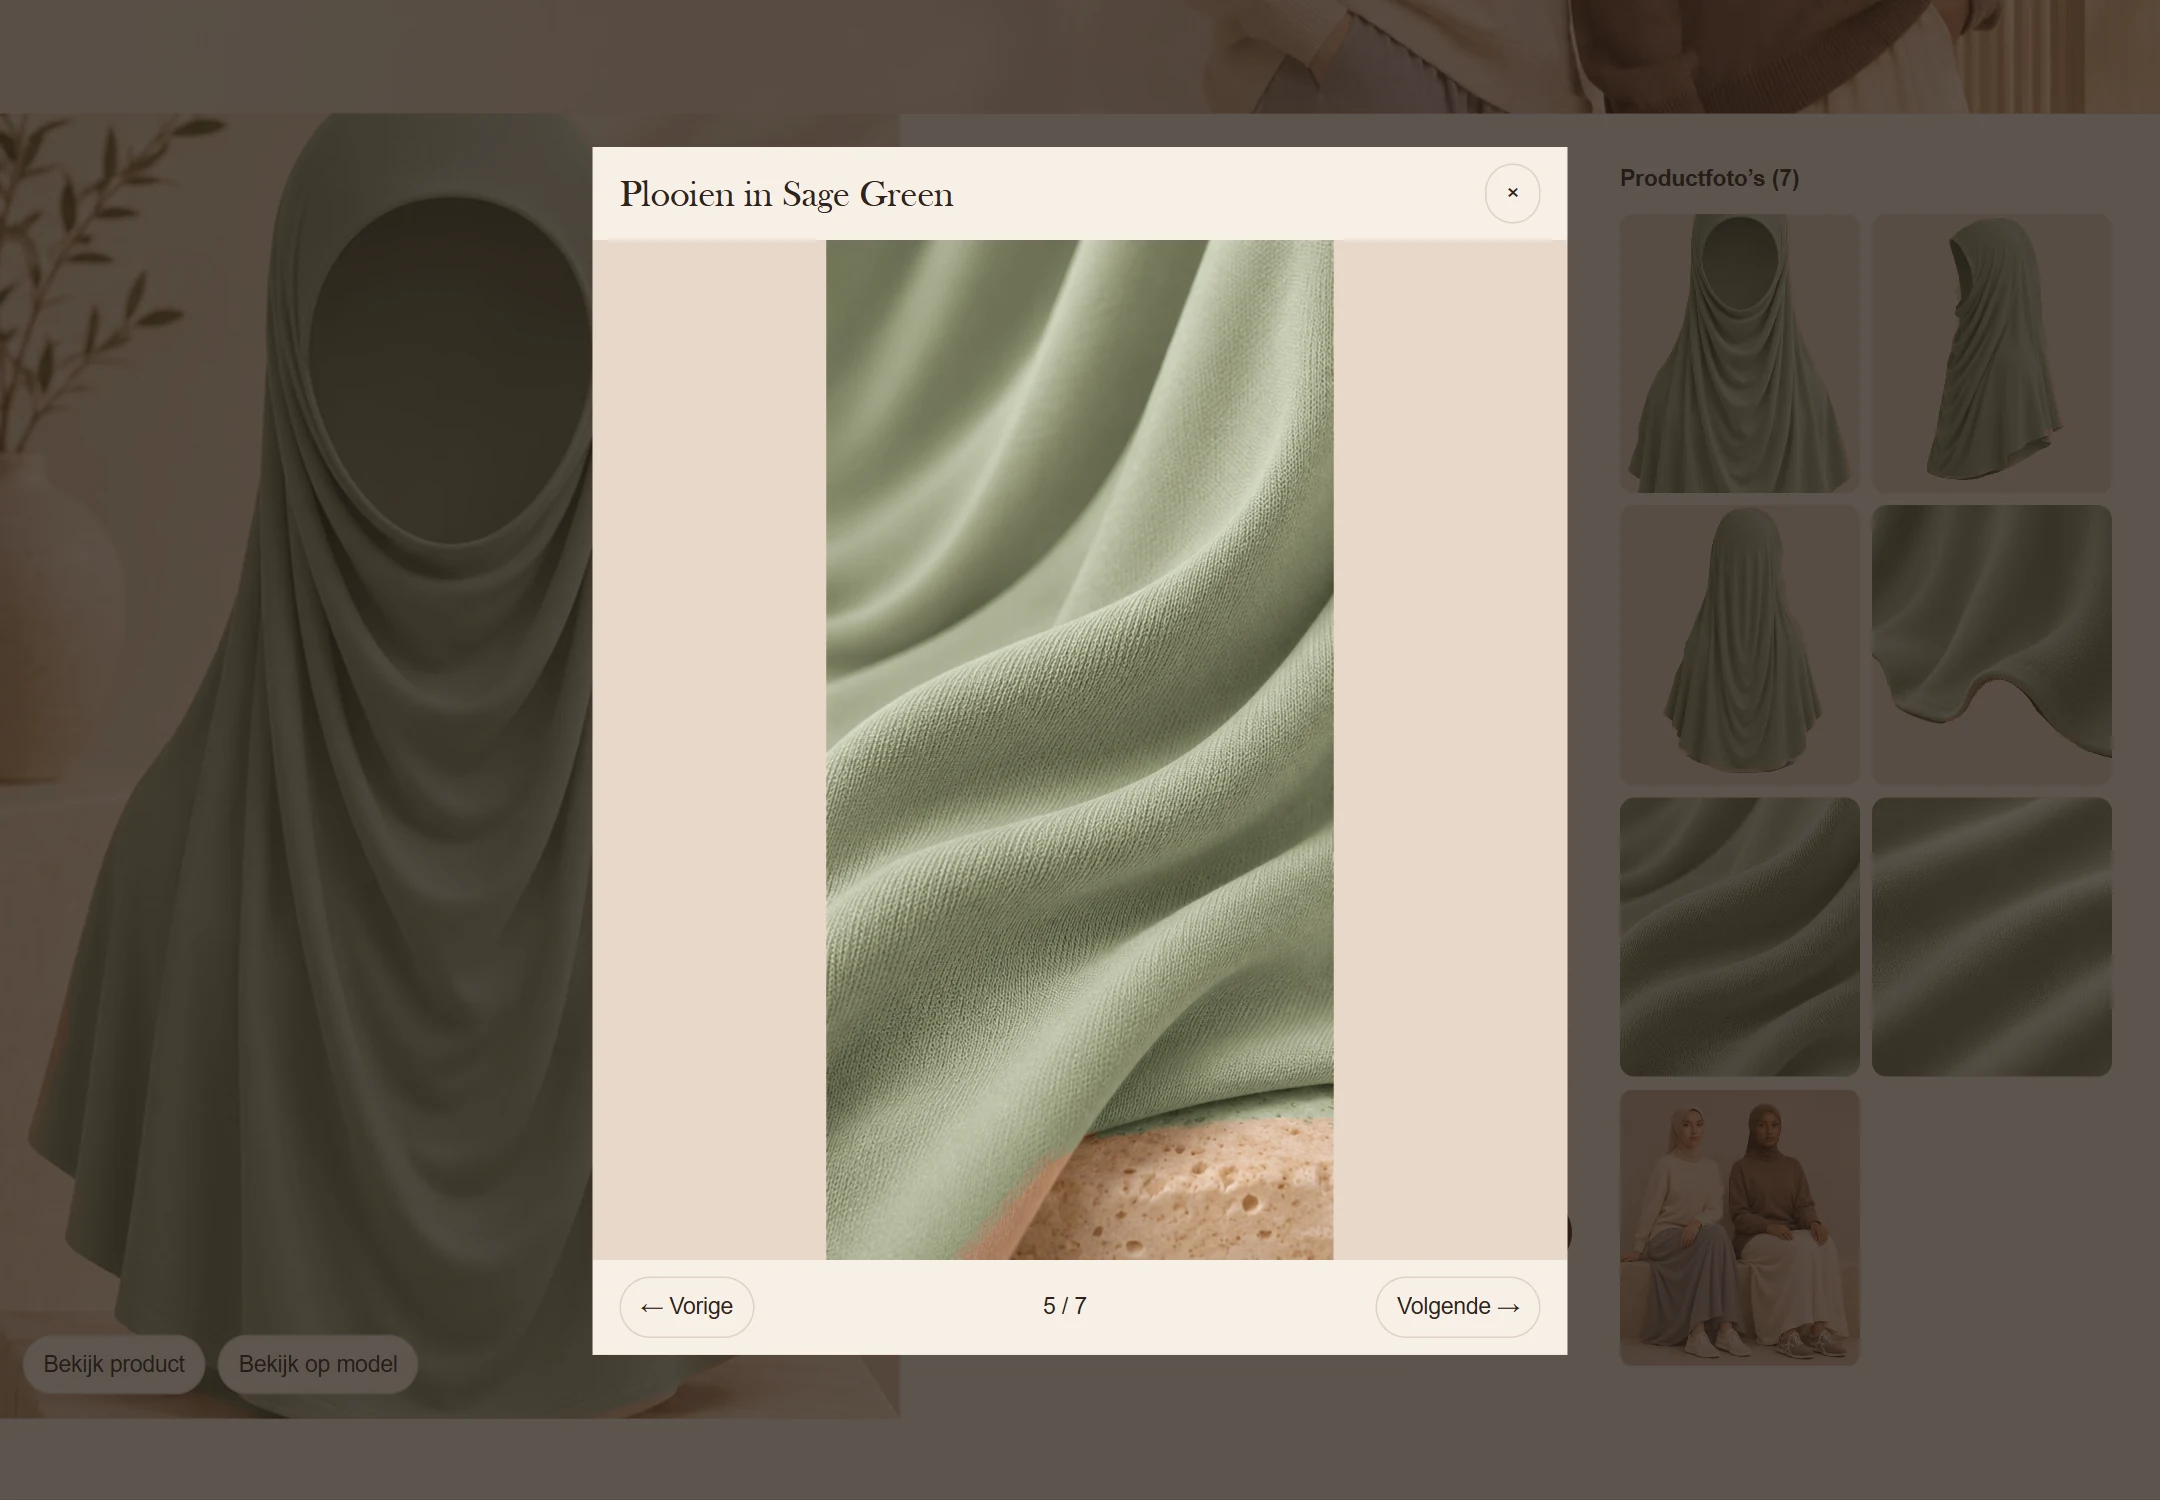 Plooien in Sage Green
×
Productfoto’s (7)
← Vorige
5 / 7
Volgende →
Bekijk product
Bekijk op model